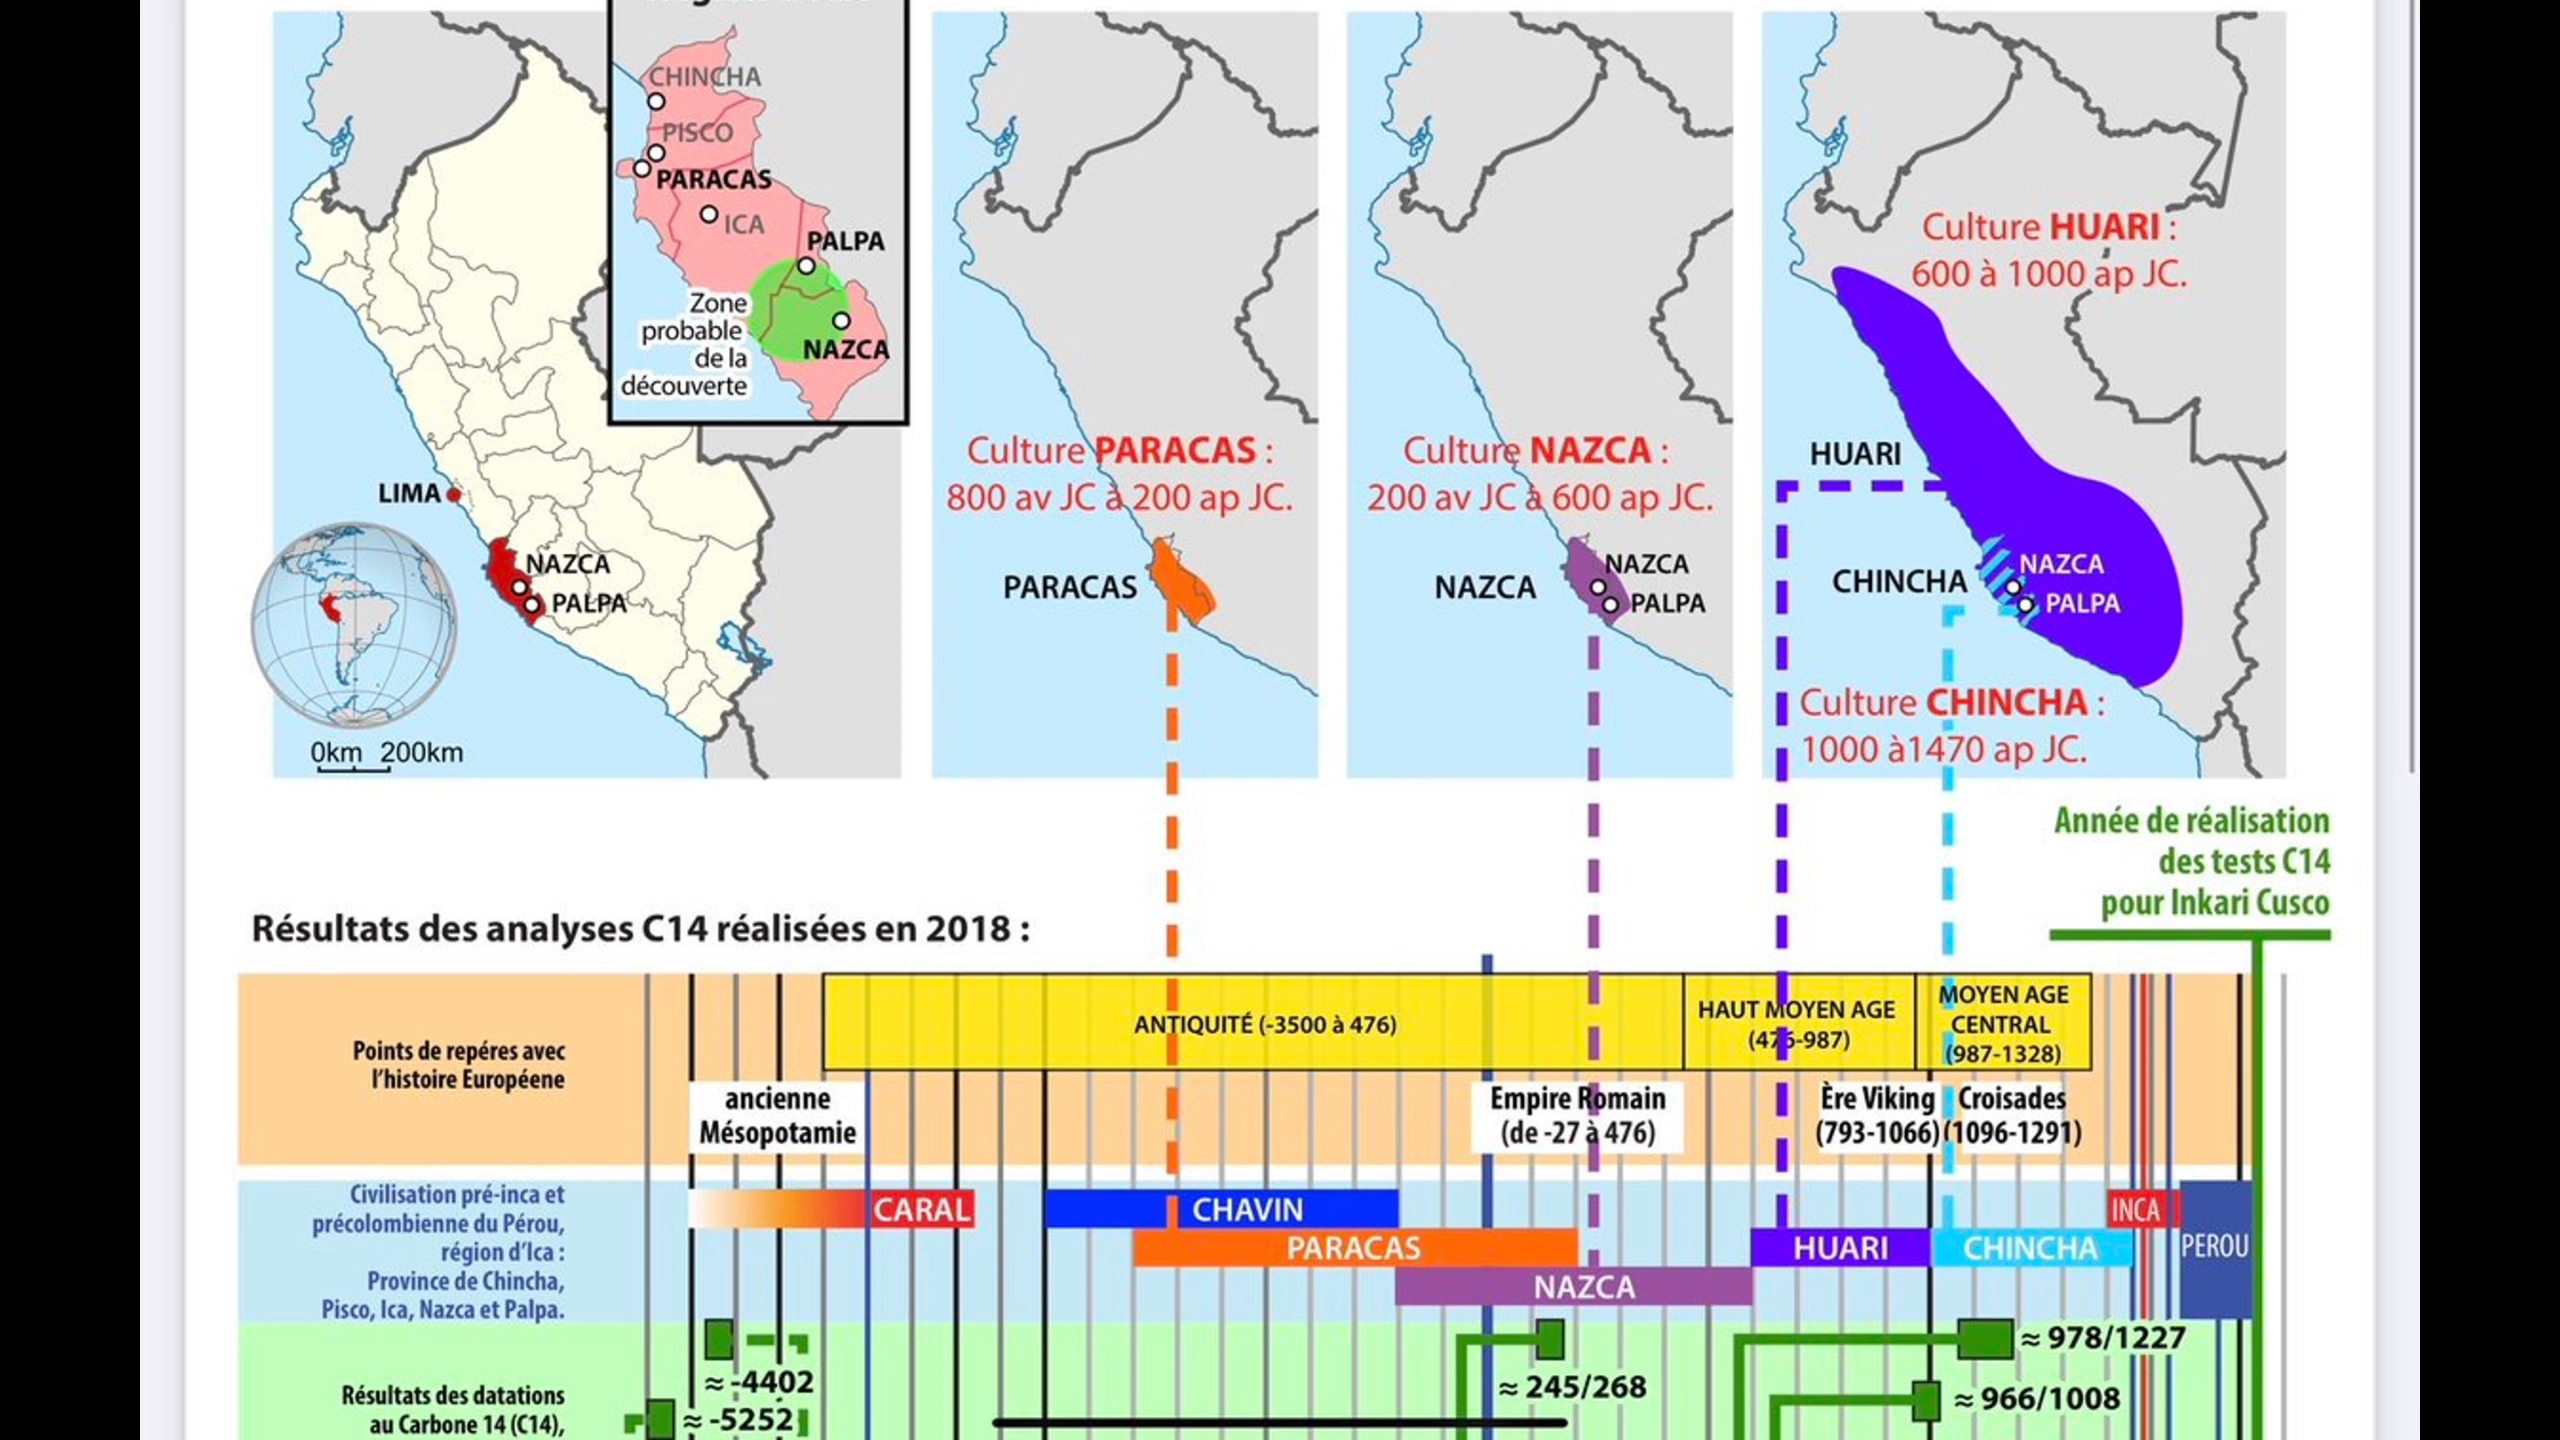 CHINCHA
PISCO
PARACAS
ICA
PALPA
Zone
probable
de la
découverte
NAZCA
LIMA
NAZCA
PALPA
0km 200km
Culture PARACAS :
800 av JC à 200 ap JC.
PARACAS
Culture NAZCA :
200 av JC à 600 ap JC.
NAZCA
NAZCA
PALPA
Culture HUARI :
600 à 1000 ap JC.
HUARI
CHINCHA
NAZCA
PALPA
Culture CHINCHA :
1000 à1470 ap JC.
Année de réalisation
des tests C14
pour Inkari Cusco
Résultats des analyses C14 réalisées en 2018 :
Points de repéres avec
l'histoire Européene
ANTIQUITÉ (-3500 à 476)
HAUT MOYEN AGE
(476-987)
MOYEN AGE
CENTRAL
(987-1328)
ancienne
Mésopotamie
Empire Romain
(de -27 à 476)
Ère Viking
(793-1066)
Croisades
(1096-1291)
Civilisation pré-inca et
précolombienne du Pérou,
région d'Ica :
Province de Chincha,
Pisco, Ica, Nazca et Palpa.
CARAL
CHAVIN
PARACAS
NAZCA
HUARI
CHINCHA
INCA
PEROU
Résultats des datations
au Carbone 14 (C14),
≈ -4402
≈ -5252
≈ 245/268
≈ 978/1227
≈ 966/1008